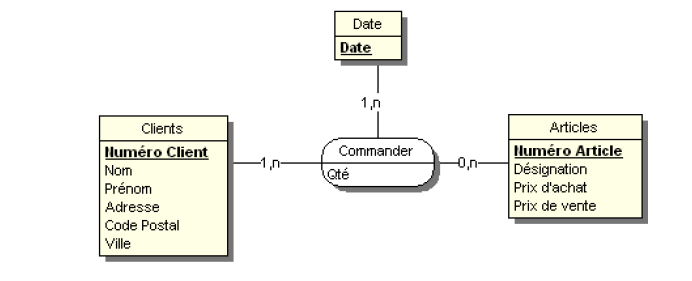 Date
Date
1,n
Clients
Numéro Client
Nom
Prénom
Adresse
Code Postal
Ville
1,n
Commander
Qté
0,n
Articles
Numéro Article
Désignation
Prix d'achat
Prix de vente